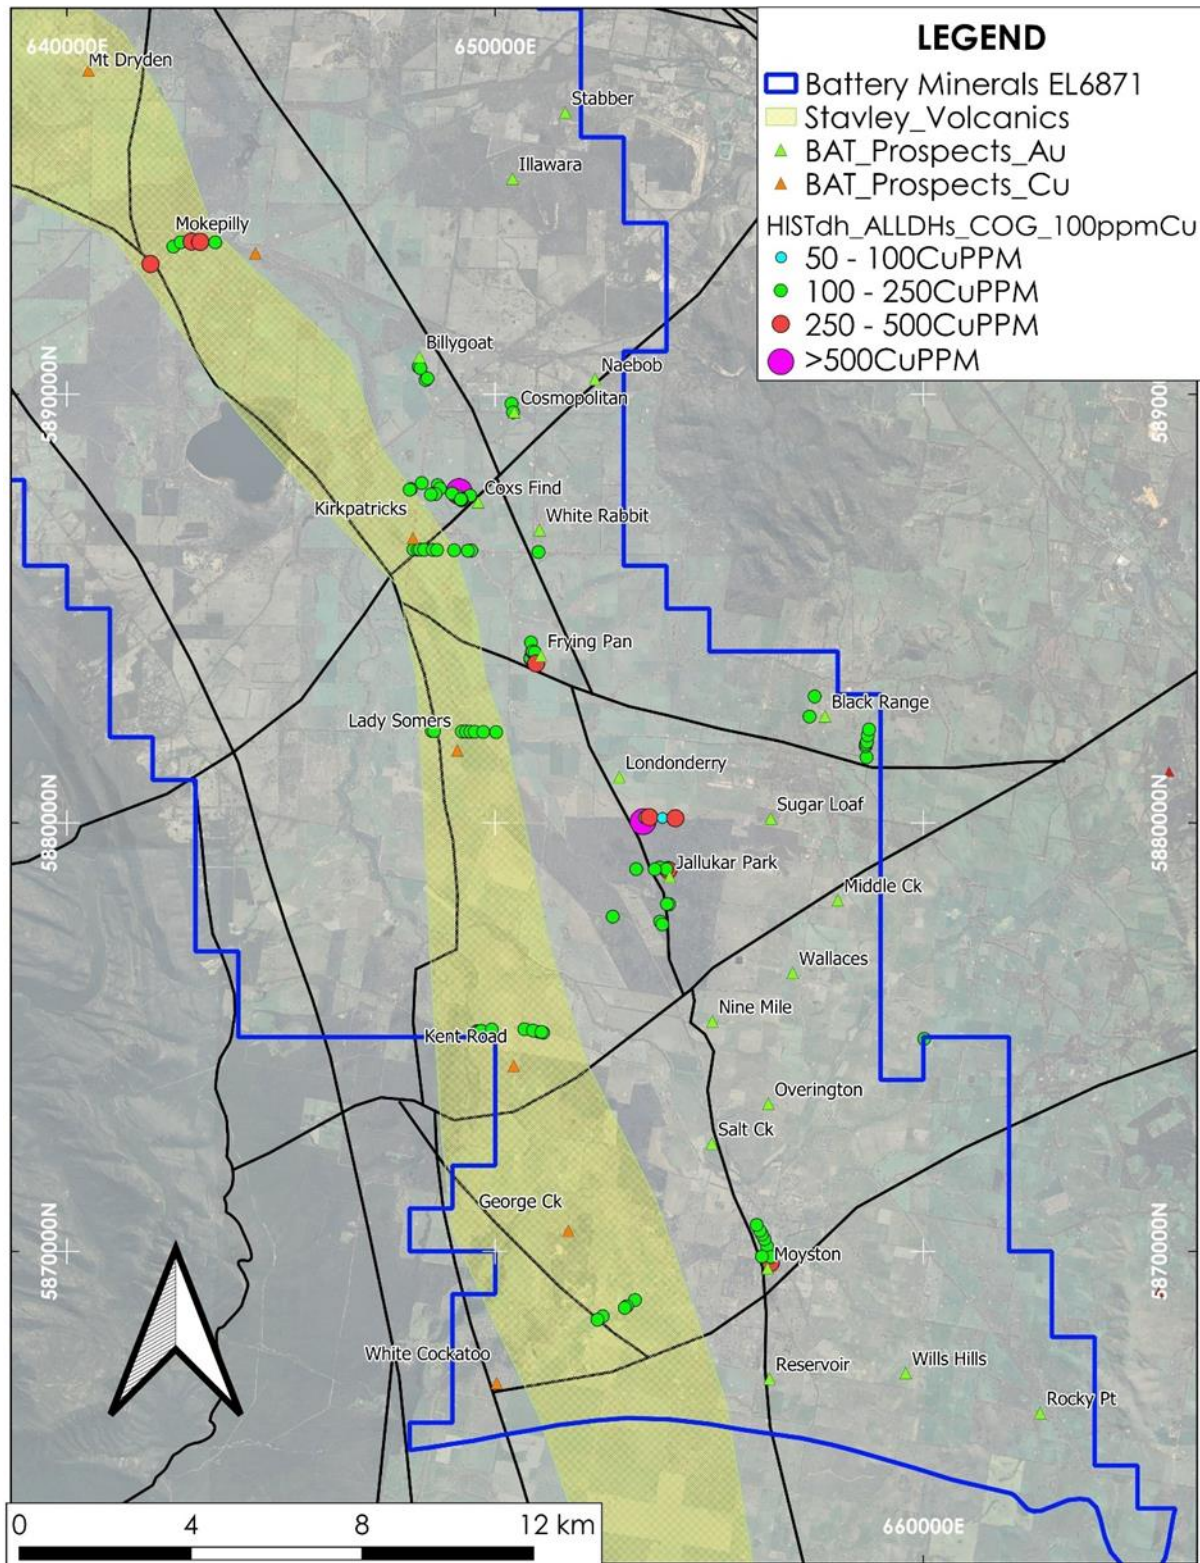 640000E
650000E
LEGEND
Battery Minerals EL6871
Stavley_Volcanics
BAT_Prospects_Au
BAT_Prospects_Cu
HISTdh_ALLDHs_COG_100ppmCu
50 - 100CuPPM
100 - 250CuPPM
250 - 500CuPPM
>500CuPPM
Mt Dryden
Stabber
Illawara
Mokepilly
Billygoat
Naebob
5890000N
Cosmopolitan
589000
Coxs Find
Kirkpatricks
White Rabbit
Frying Pan
Black Range
Lady Somers
Londonderry
Sugar Loaf
5880000N
5880000N
Jallukar Park
Middle Ck
Wallaces
Nine Mile
Kent Road
Overington
Salt Ck
George Ck
Moyston
5870000N
5870000N
White Cockatoo
Reservoir
Wills Hills
Rocky Pt
0
4
8
12 km
660000E